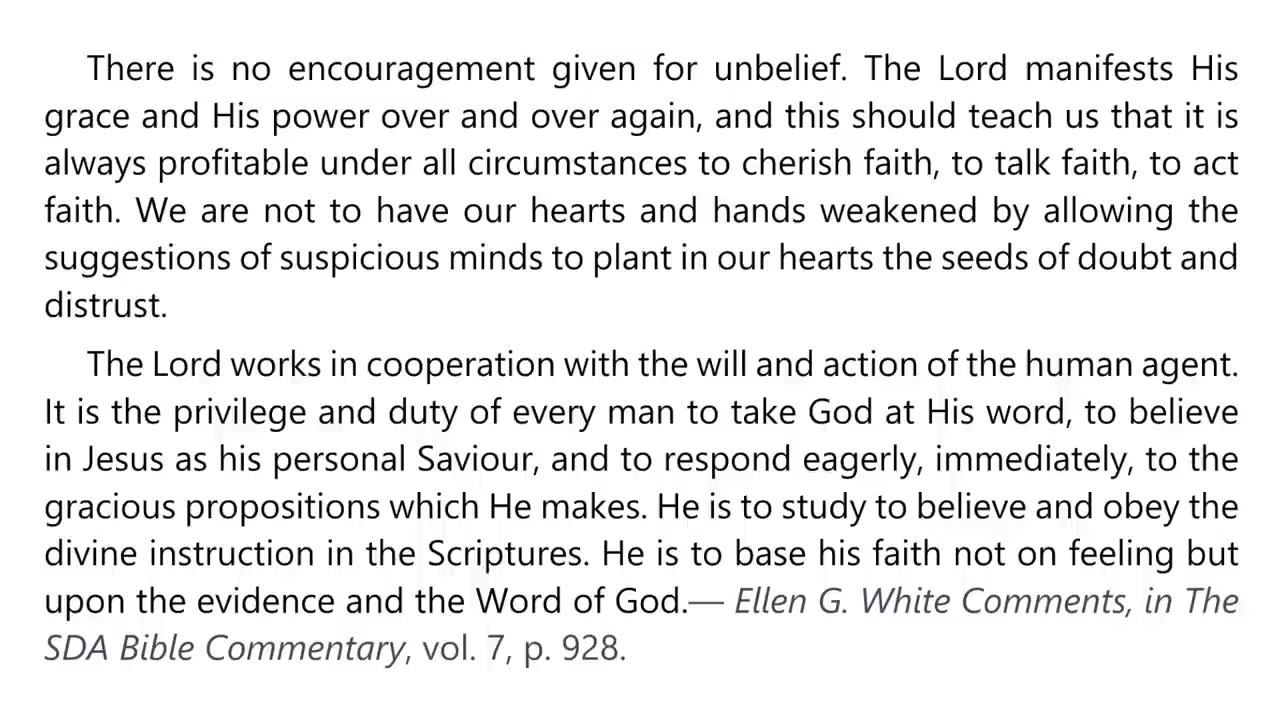 There is no encouragement given for unbelief. The Lord manifests His
grace and His power over and over again, and this should teach us that it is
always profitable under all circumstances to cherish faith, to talk faith, to act
faith. We are not to have our hearts and hands weakened by allowing the
suggestions of suspicious minds to plant in our hearts the seeds of doubt and
distrust.
The Lord works in cooperation with the will and action of the human agent.
It is the privilege and duty of every man to take God at His word, to believe
in Jesus as his personal Saviour, and to respond eagerly, immediately, to the
gracious propositions which He makes. He is to study to believe and obey the
divine instruction in the Scriptures. He is to base his faith not on feeling but
upon the evidence and the Word of God.— Ellen G. White Comments, in The
SDA Bible Commentary, vol. 7, p. 928.